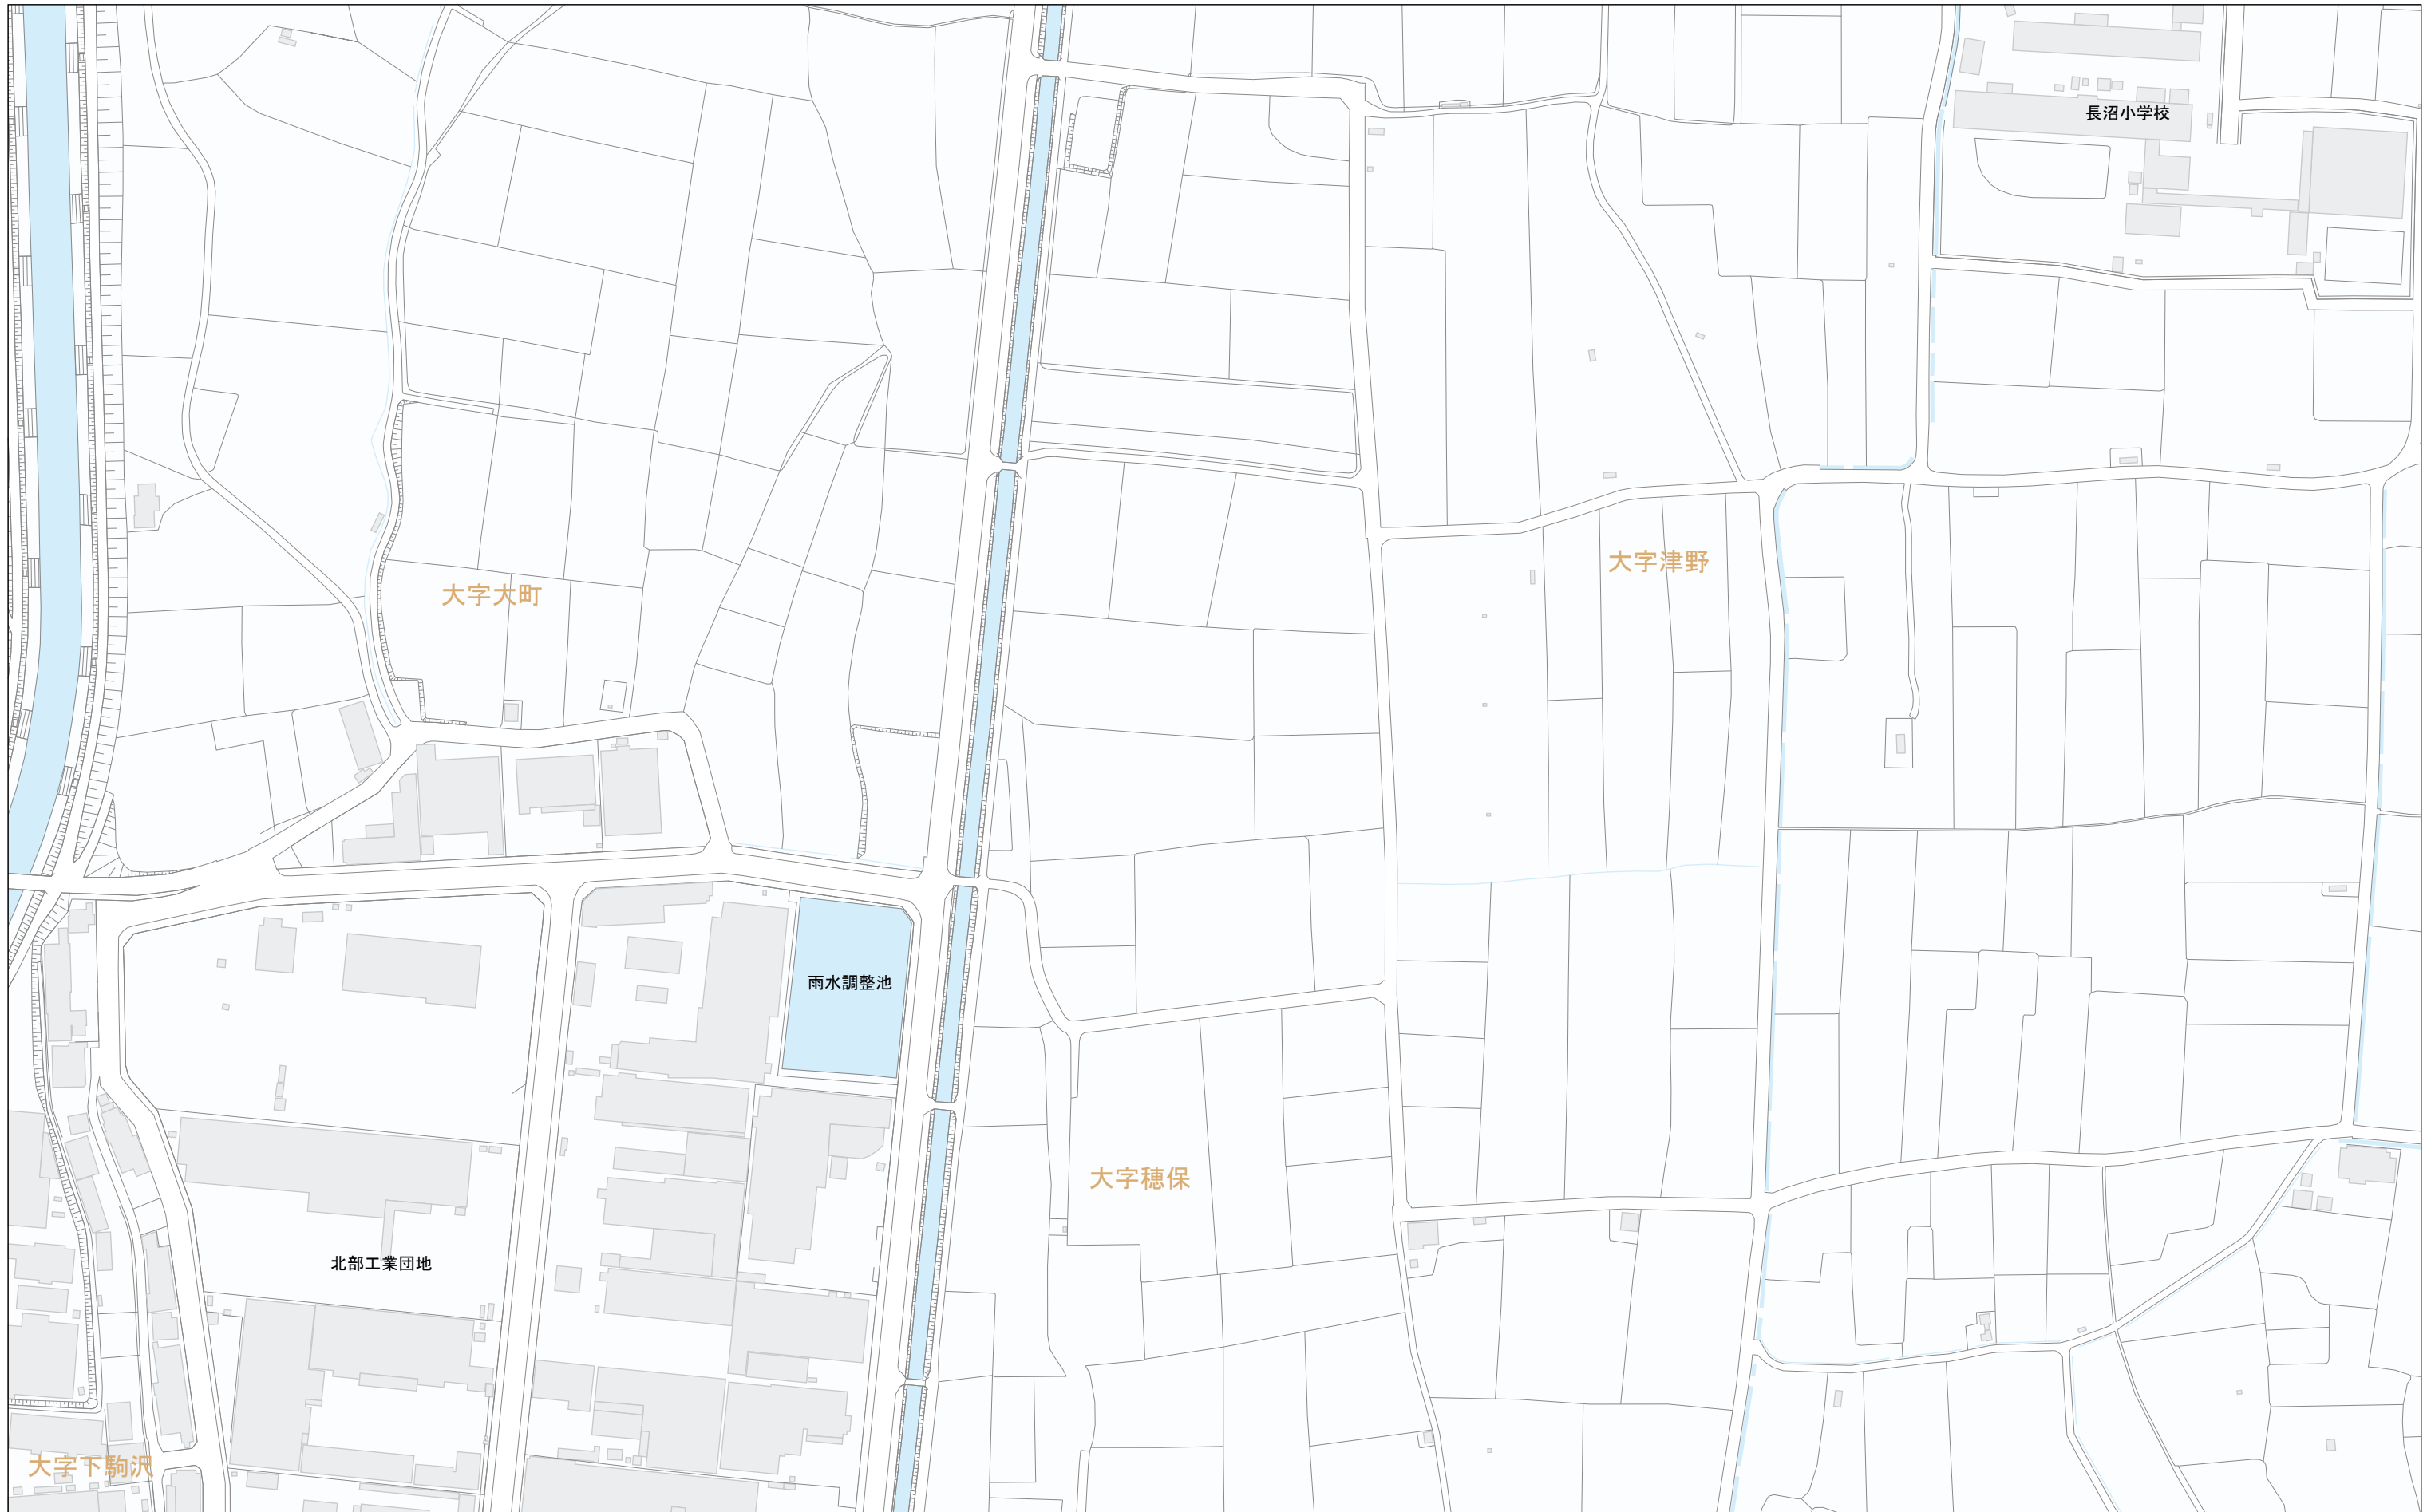 長沼小学校
大字津野
大字大町
雨水調整池
大字穂保
北部工業団地
大字下駒沢